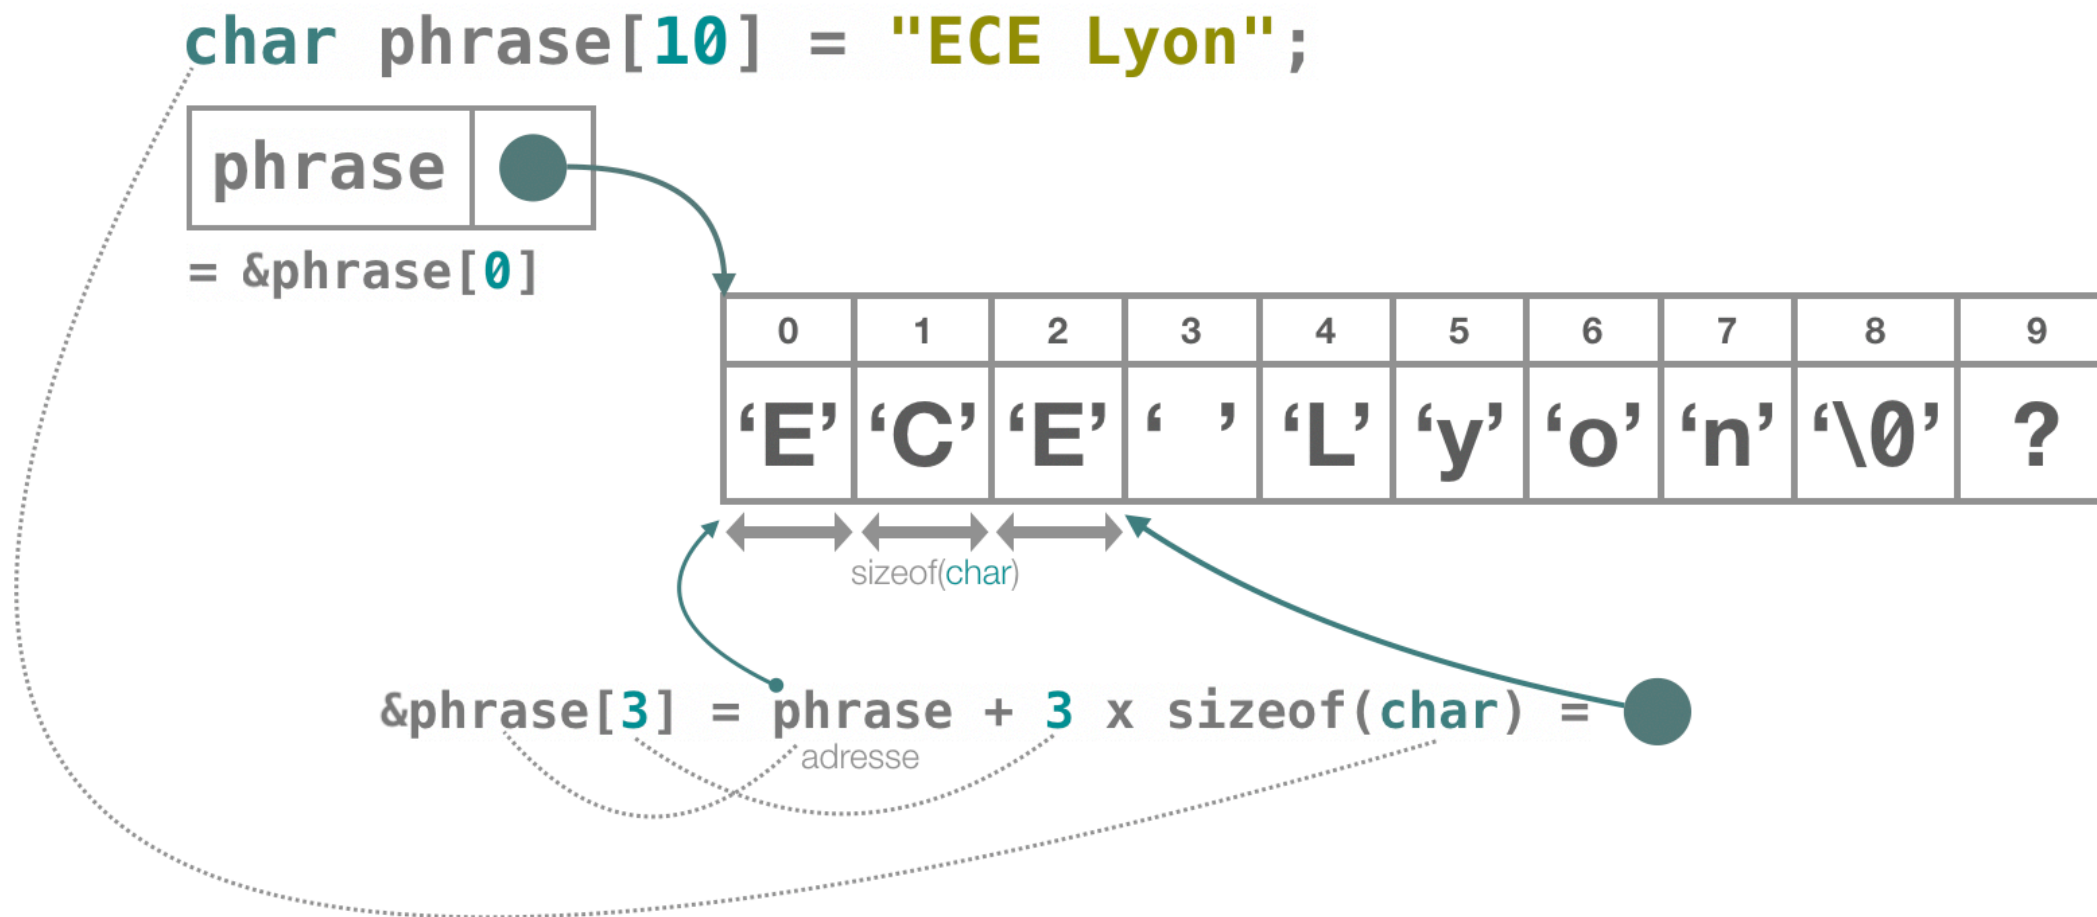 char phrase[10] = "ECE Lyon";
phrase
= &phrase[0]
0 1 2 3 4 5 6 7 8 9
‘E’ ‘C’ ‘E’ ‘ ’ ‘L’ ‘y’ ‘o’ ‘n’ ‘\0’ ?
sizeof(char)
&phrase[3] = phrase + 3 x sizeof(char) =
adresse